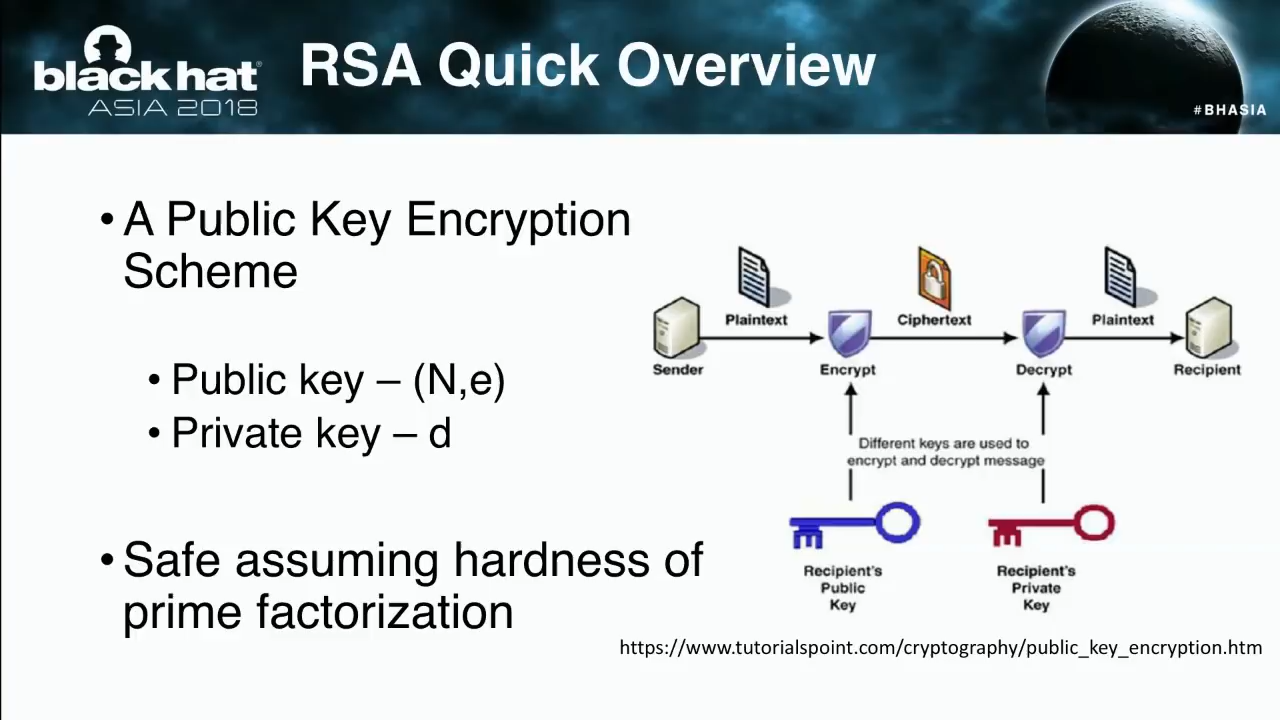 black hat
ASIA 2018
RSA Quick Overview
#BHASIA
• A Public Key Encryption
Scheme
• Public key – (N,e)
• Private key – d
• Safe assuming hardness of
prime factorization
Plaintext
Ciphertext
Plaintext
Sender
Encrypt
Decrypt
Recipient
Different keys are used to
encrypt and decrypt message
Recipient's
Public
Key
Recipient's
Private
Key
https://www.tutorialspoint.com/cryptography/public_key_encryption.htm